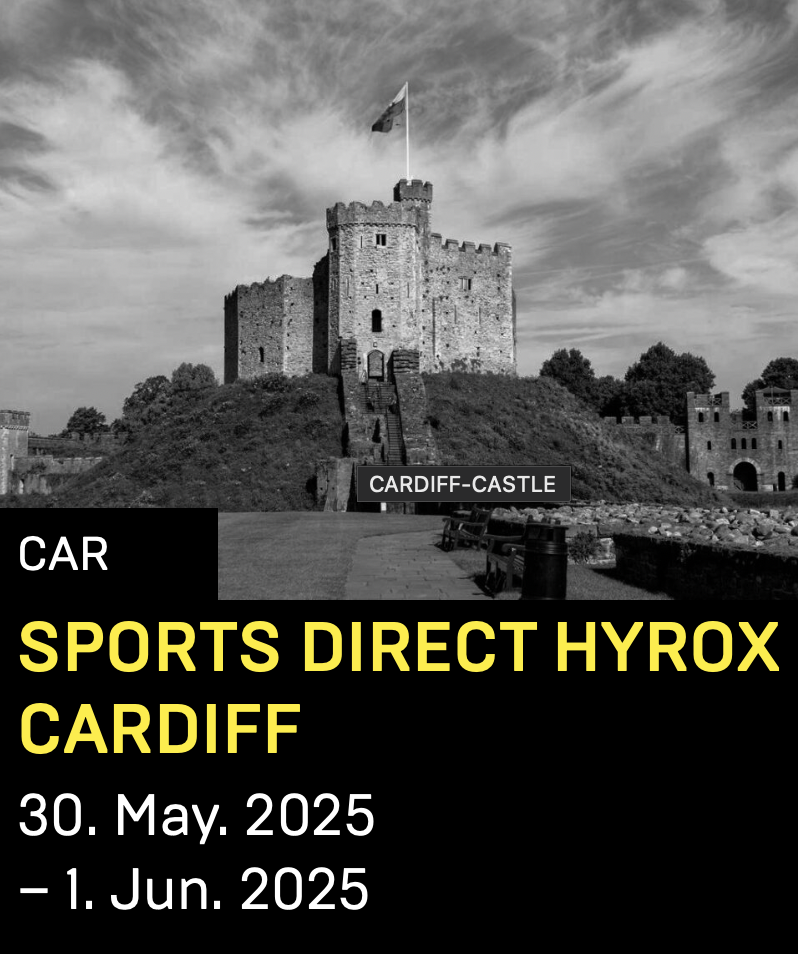 CARDIFF-CASTLE
CAR
SPORTS DIRECT HYROX
CARDIFF
30. May. 2025
– 1. Jun. 2025